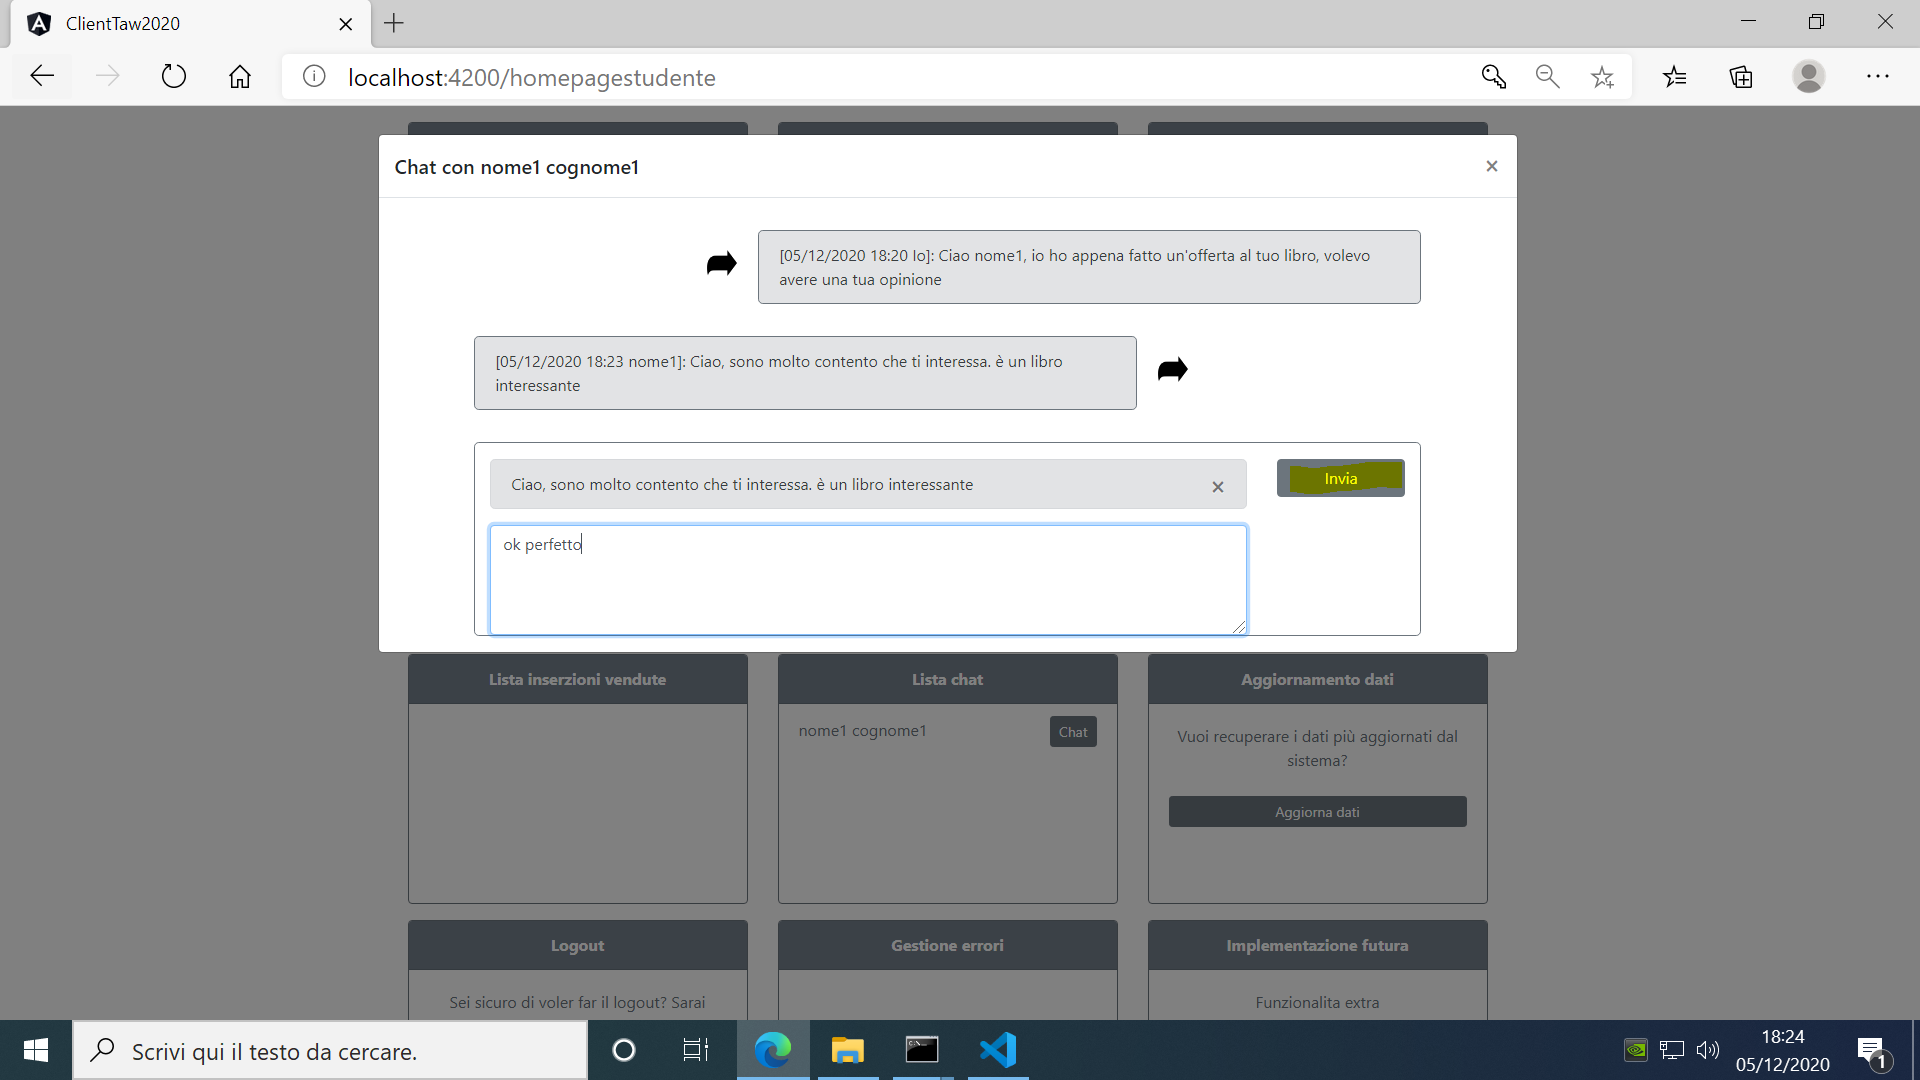 ClientTaw2020
localhost:4200/homepagestudente
Chat con nome1 cognome1
×
[05/12/2020 18:20 Io]: Ciao nome1, io ho appena fatto un'offerta al tuo libro, volevo
avere una tua opinione
[05/12/2020 18:23 nome1]: Ciao, sono molto contento che ti interessa. è un libro
interessante
Ciao, sono molto contento che ti interessa. è un libro interessante
×
Invia
ok perfetto
Lista inserzioni vendute
Lista chat
nome1 cognome1
Chat
Aggiornamento dati
Vuoi recuperare i dati più aggiornati dal
sistema?
Aggiorna dati
Logout
Sei sicuro di voler far il logout? Sarai
Gestione errori
Implementazione futura
Funzionalita extra
Scrivi qui il testo da cercare.
18:24
05/12/2020
1